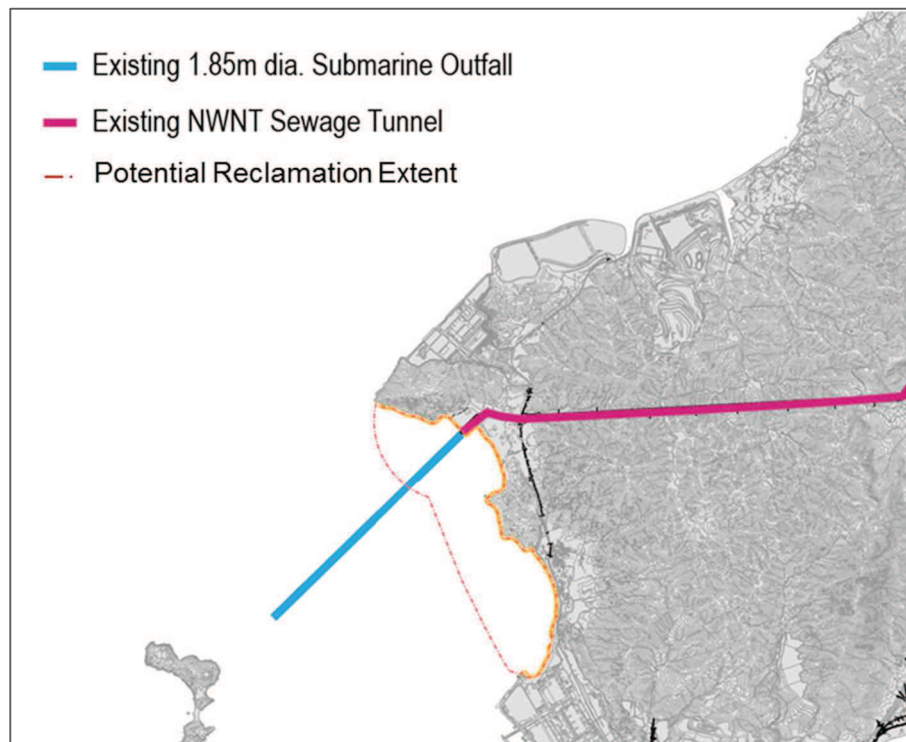 Existing 1.85m dia. Submarine Outfall
Existing NWNT Sewage Tunnel
Potential Reclamation Extent